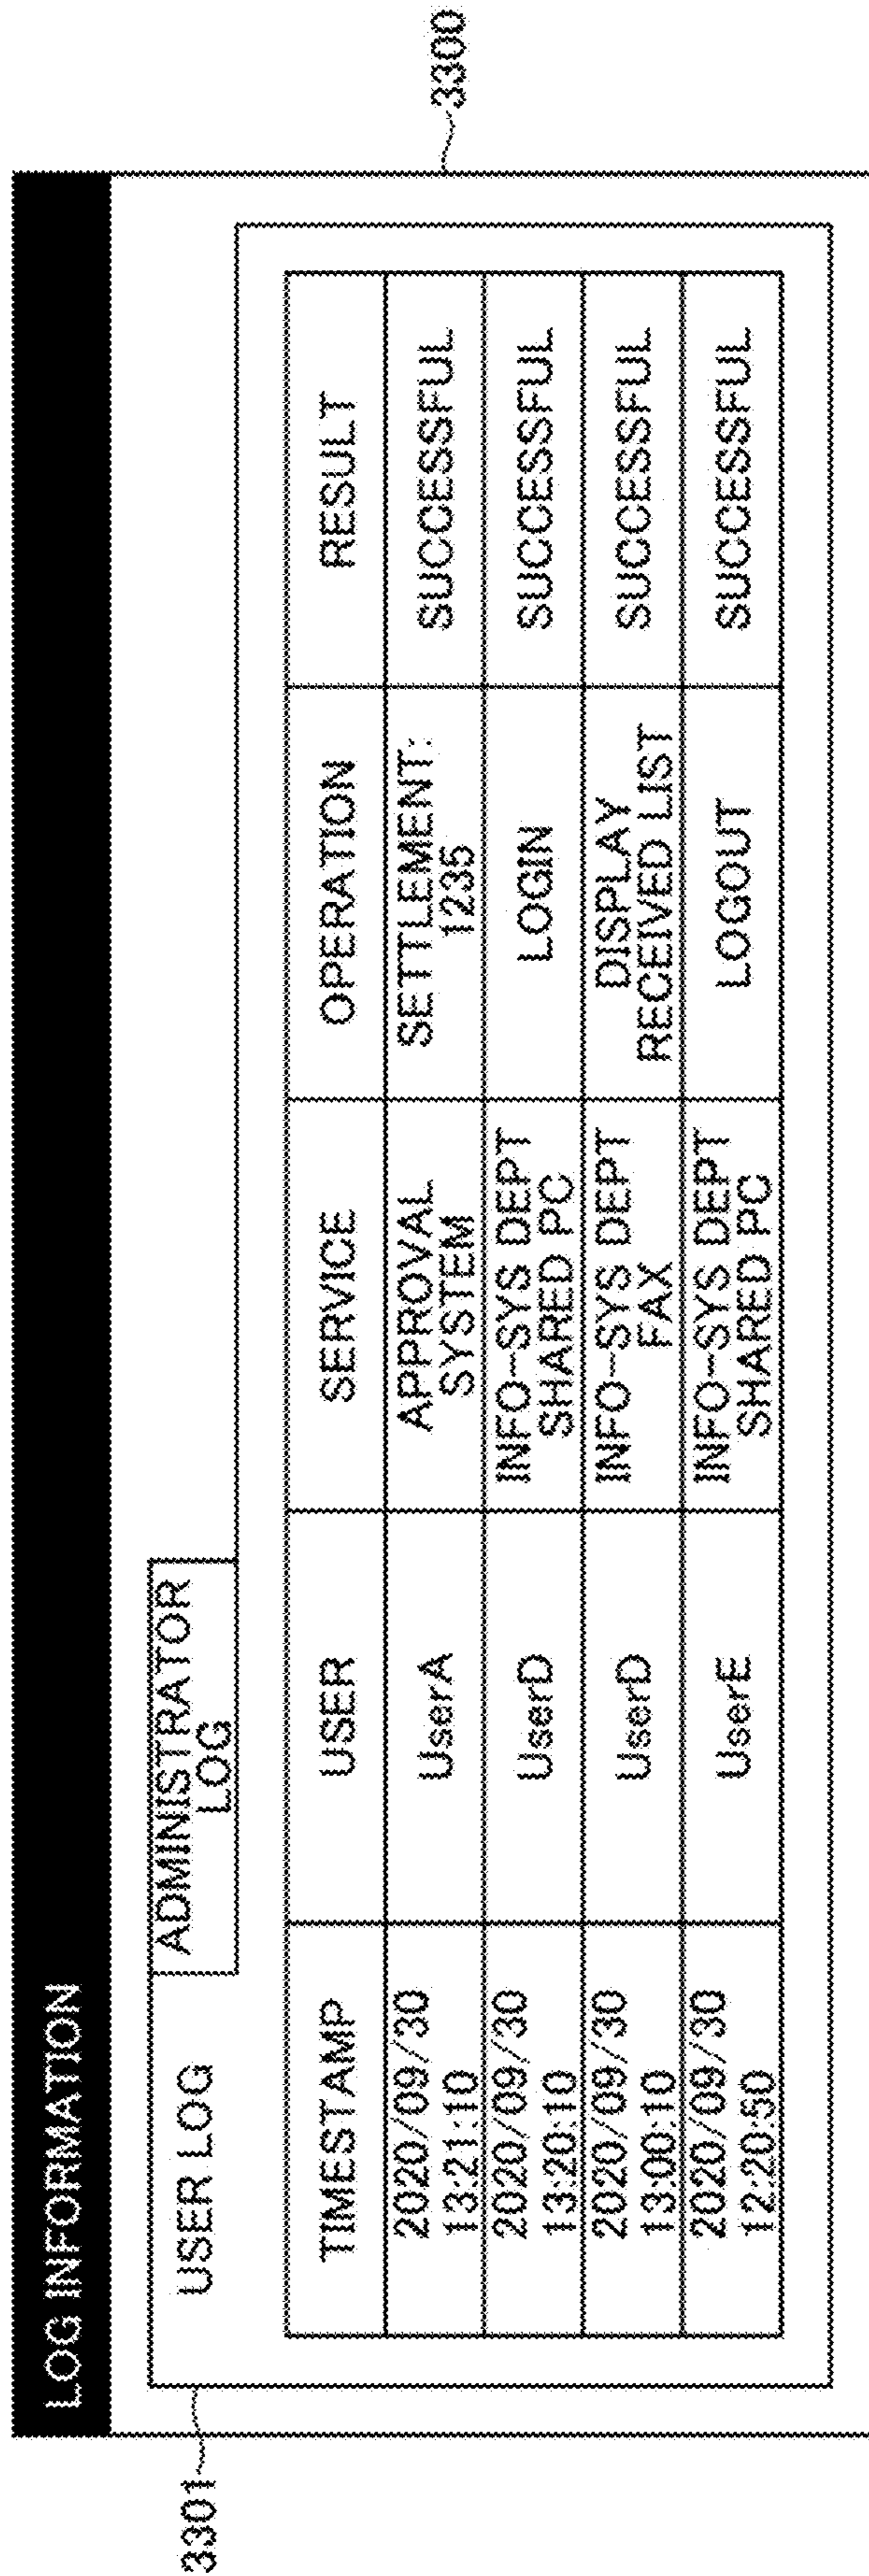 3300
LOG INFORMATION
3301
USER LOG
ADMINISTRATOR
LOG
TIMESTAMP
USER
SERVICE
OPERATION
RESULT
2020/09/30
13:21:10
UserA
APPROVAL
SYSTEM
SETTLEMENT:
1235
SUCCESSFUL
2020/09/30
13:20:10
UserD
INFO-SYS DEPT
SHARED PC
LOGIN
SUCCESSFUL
2020/09/30
13:00:10
UserD
INFO-SYS DEPT
FAX
DISPLAY
RECEIVED LIST
SUCCESSFUL
2020/09/30
12:20:50
UserE
INFO-SYS DEPT
SHARED PC
LOGOUT
SUCCESSFUL